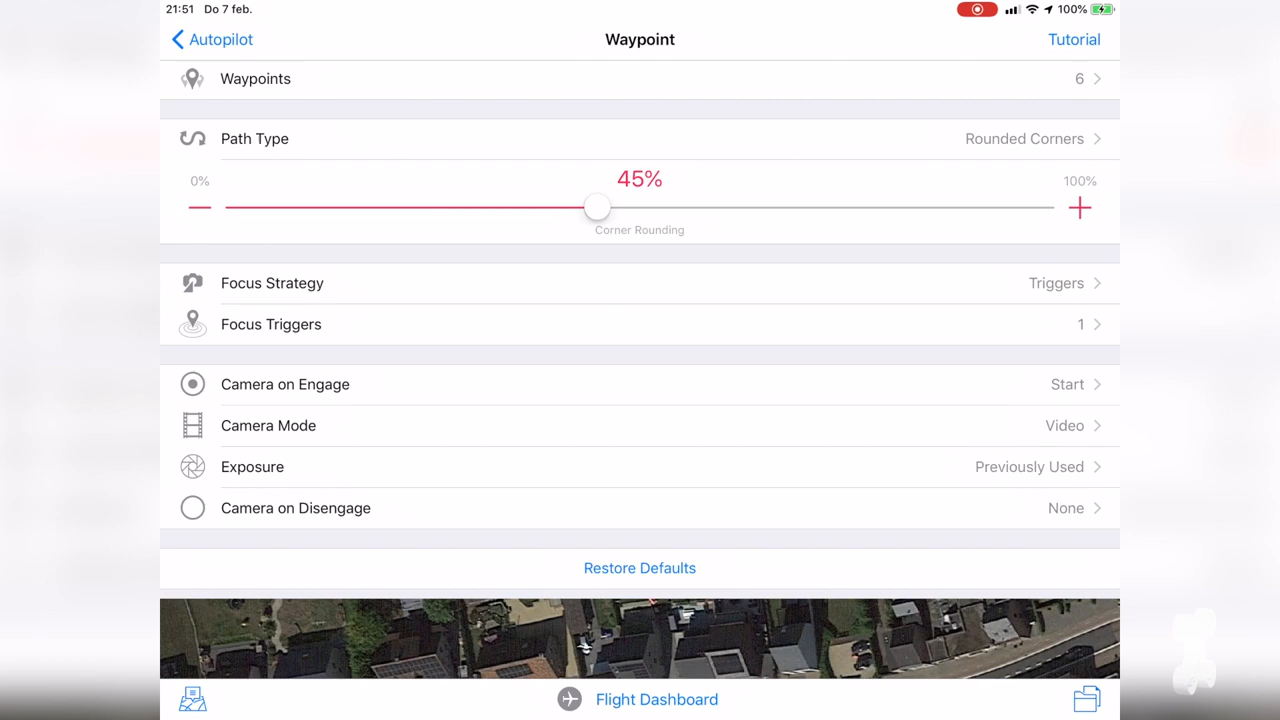 21:51 Do 7 feb. 100%
Autopilot Waypoint Tutorial
Waypoints 6
Path Type Rounded Corners
0% 45% 100%
Corner Rounding
Focus Strategy Triggers
Focus Triggers 1
Camera on Engage Start
Camera Mode Video
Exposure Previously Used
Camera on Disengage None
Restore Defaults
Flight Dashboard